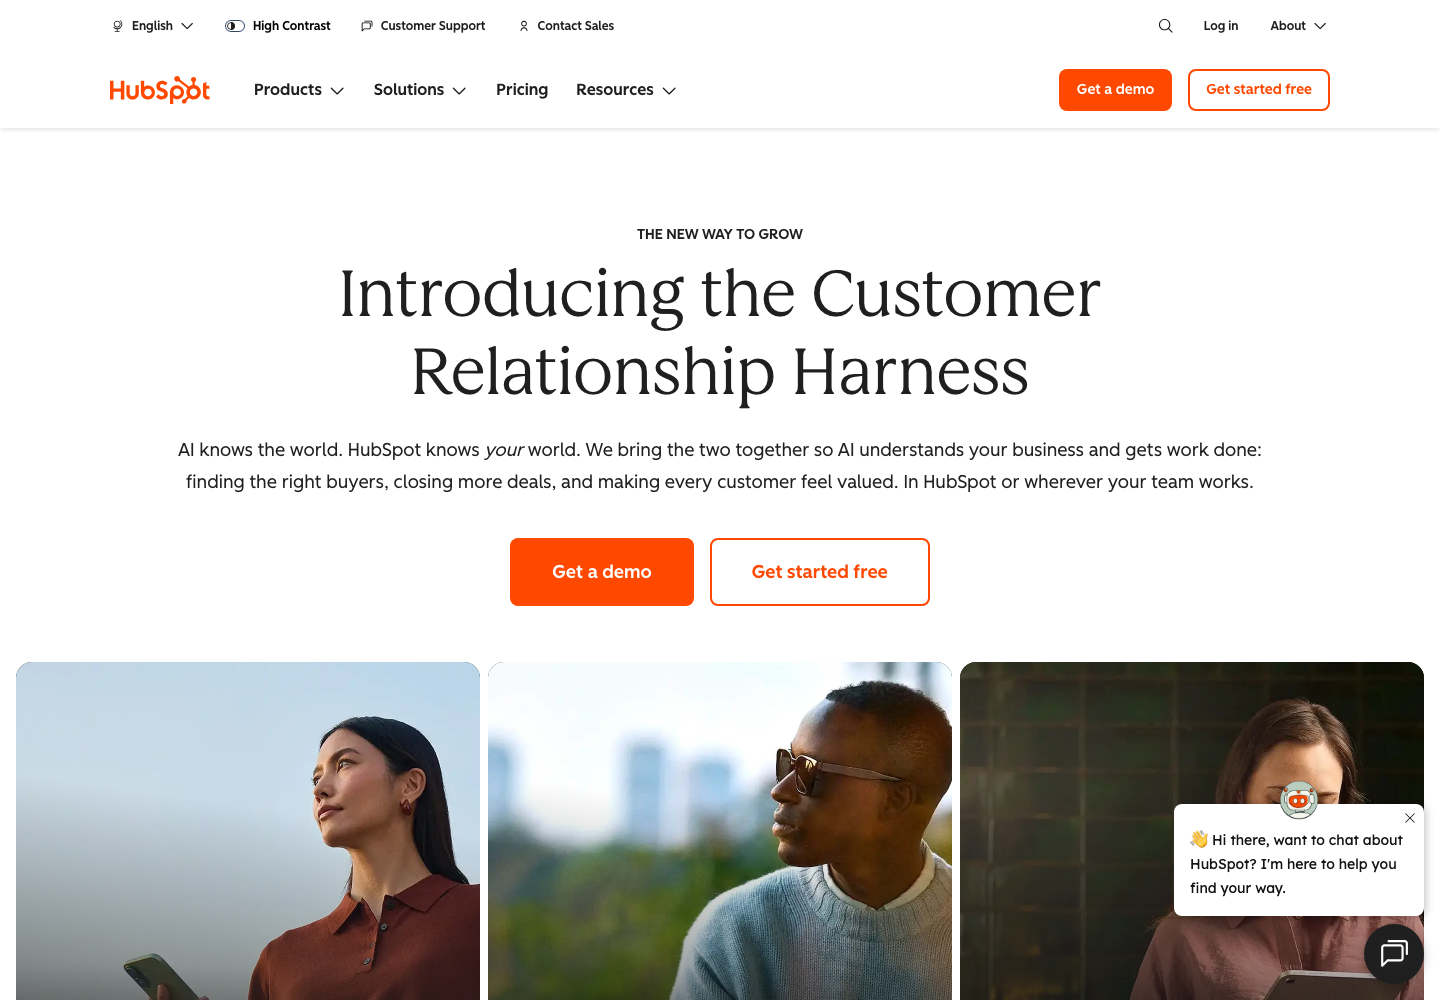 English
High Contrast
Customer Support
Contact Sales
Log in
About
HubSpot
Products
Solutions
Pricing
Resources
Get a demo
Get started free
THE NEW WAY TO GROW
Introducing the Customer
Relationship Harness
AI knows the world. HubSpot knows your world. We bring the two together so AI understands your business and gets work done:
finding the right buyers, closing more deals, and making every customer feel valued. In HubSpot or wherever your team works.
Get a demo
Get started free
👋 Hi there, want to chat about
HubSpot? I'm here to help you
find your way.